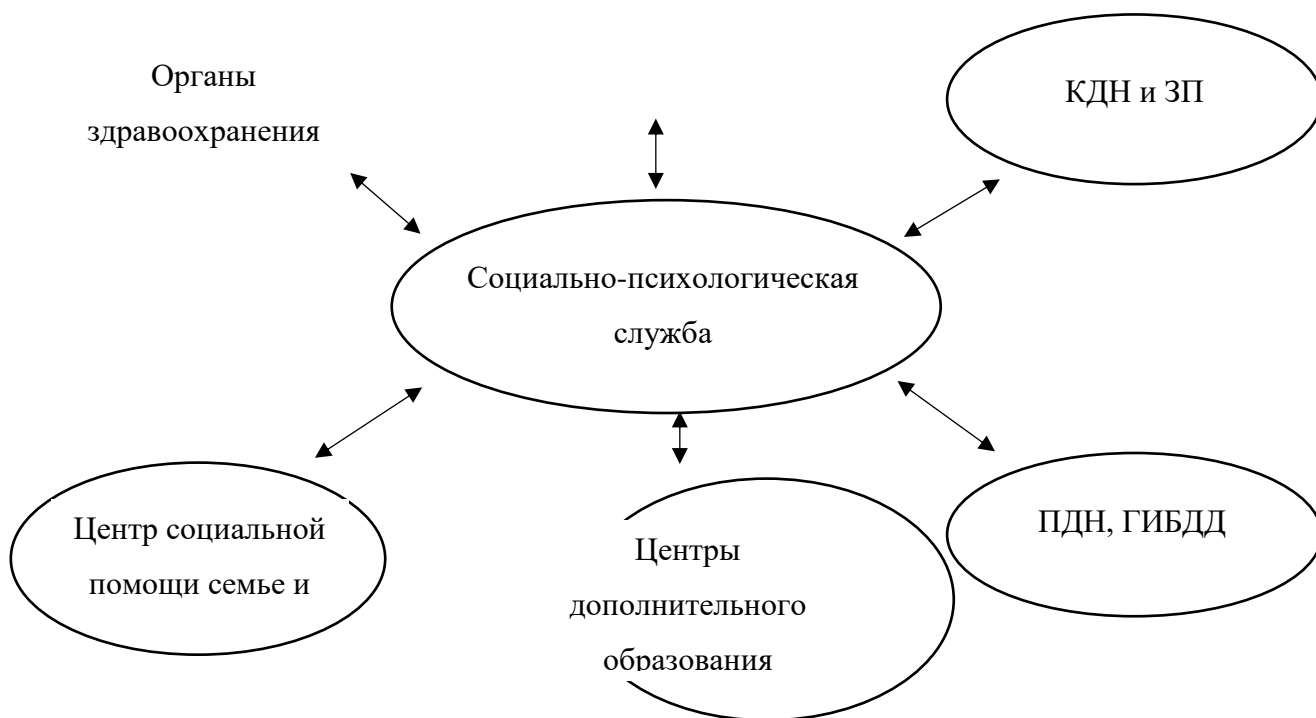 Органы
здравоохранения
КДН и ЗП
Социально-психологическая
служба
Центр социальной
помощи семье и
Центры
дополнительного
образования
ПДН, ГИБДД